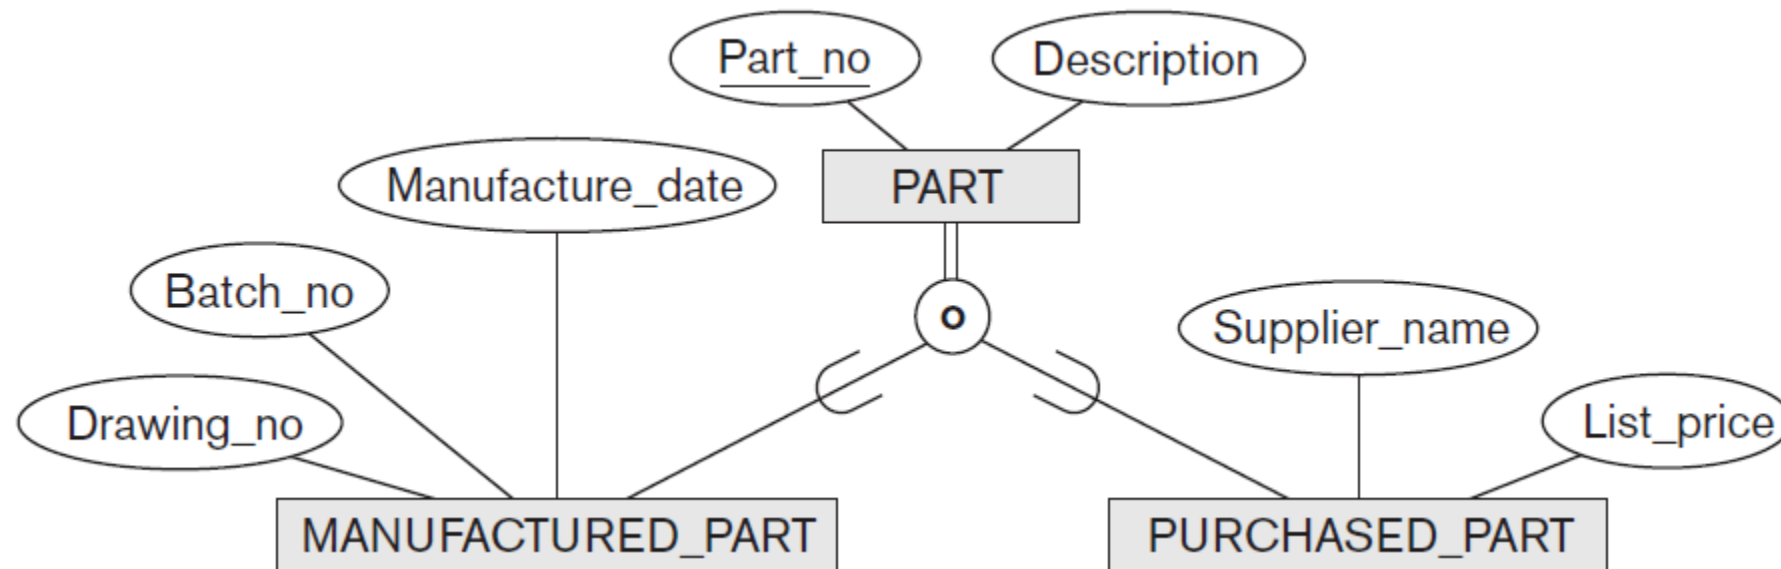 Part_no
Description
Manufacture_date
PART
Batch_no
o
Supplier_name
Drawing_no
List_price
MANUFACTURED_PART
PURCHASED_PART